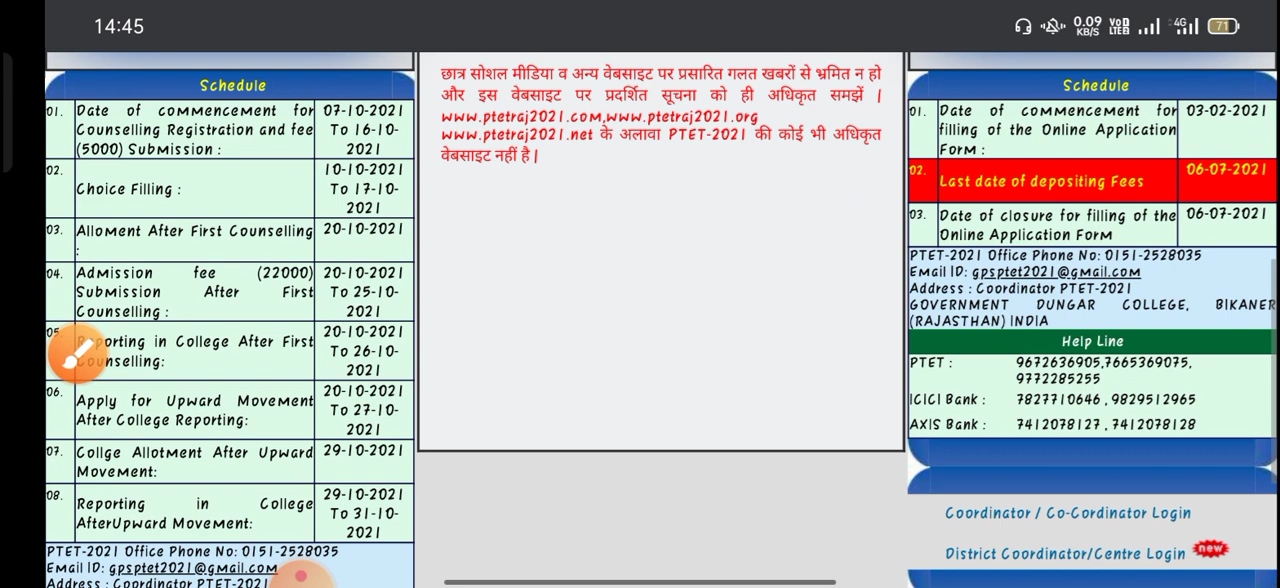 14:45
0.09
KB/S
VoD
LTE2
4G
71
Schedule
01. Date of commencement for 07-10-2021
Counselling Registration and fee To 16-10-
(5000) Submission : 2021
02. 10-10-2021
Choice Filling : To 17-10-
2021
03. Alloment After First Counselling 20-10-2021
:
04. Admission fee (22000) 20-10-2021
Submission After First To 25-10-
Counselling : 2021
05. 20-10-2021
Reporting in College After First To 26-10-
Counselling: 2021
06. 20-10-2021
Apply for Upward Movement To 27-10-
After College Reporting: 2021
07. Collge Allotment After Upward 29-10-2021
Movement:
08. 29-10-2021
Reporting in College To 31-10-
AfterUpward Movement: 2021
PTET-2021 Office Phone No: 0151-2528035
Email ID: gpsptet2021@gmail.com
Address : Coordinator PTET-2021
छात्र सोशल मीडिया व अन्य वेबसाइट पर प्रसारित गलत खबरों से भ्रमित न हो
और इस वेबसाइट पर प्रदर्शित सूचना को ही अधिकृत समझें |
www.ptetraj2021.com,www.ptetraj2021.org
www.ptetraj2021.net के अलावा PTET-2021 की कोई भी अधिकृत
वेबसाइट नहीं है|
Schedule
01. Date of commencement for 03-02-2021
filling of the Online Application
Form :
02. Last date of depositing Fees 06-07-2021
03. Date of closure for filling of the 06-07-2021
Online Application Form
PTET-2021 Office Phone No: 0151-2528035
Email ID: gpsptet2021@gmail.com
Address : Coordinator PTET-2021
GOVERNMENT DUNGAR COLLEGE, BIKANER
(RAJASTHAN) INDIA
Help Line
PTET : 9672636905,7665369075,
9772285255
ICICI Bank : 7827710646 , 9829512965
AXIS Bank : 7412078127 , 7412078128
Coordinator / Co-Cordinator Login
District Coordinator/Centre Login new